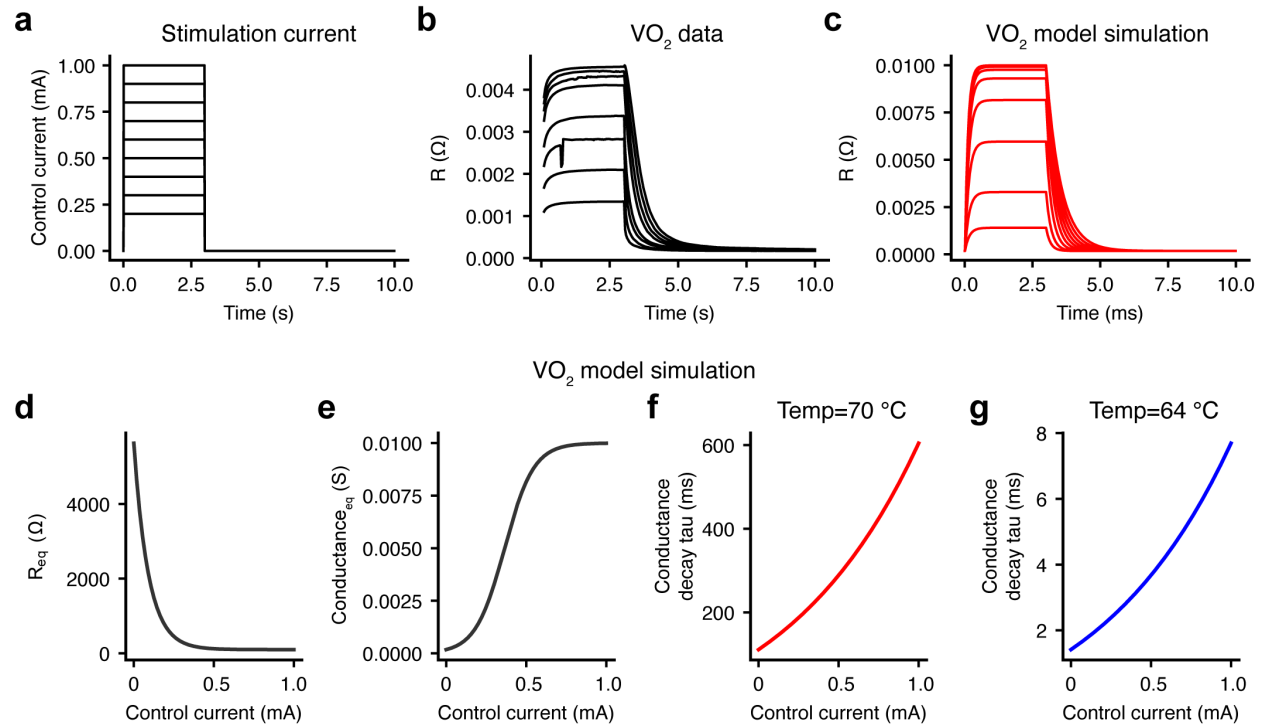 a
Stimulation current
Control current (mA)
1.00
0.75
0.50
0.25
0.00
0.0 2.5 5.0 7.5 10.0
Time (s)
b
VO₂ data
R (Ω)
0.004
0.003
0.002
0.001
0.000
0.0 2.5 5.0 7.5 10.0
Time (s)
c
VO₂ model simulation
R (Ω)
0.0100
0.0075
0.0050
0.0025
0.0000
0.0 2.5 5.0 7.5 10.0
Time (ms)
VO₂ model simulation
d
R_eq (Ω)
4000
2000
0
0 0.5 1.0
Control current (mA)
e
Conductance_eq (S)
0.0100
0.0075
0.0050
0.0025
0.0000
0 0.5 1.0
Control current (mA)
f
Temp=70 °C
Conductance
decay tau (ms)
600
400
200
0 0.5 1.0
Control current (mA)
g
Temp=64 °C
Conductance
decay tau (ms)
8
6
4
2
0 0.5 1.0
Control current (mA)